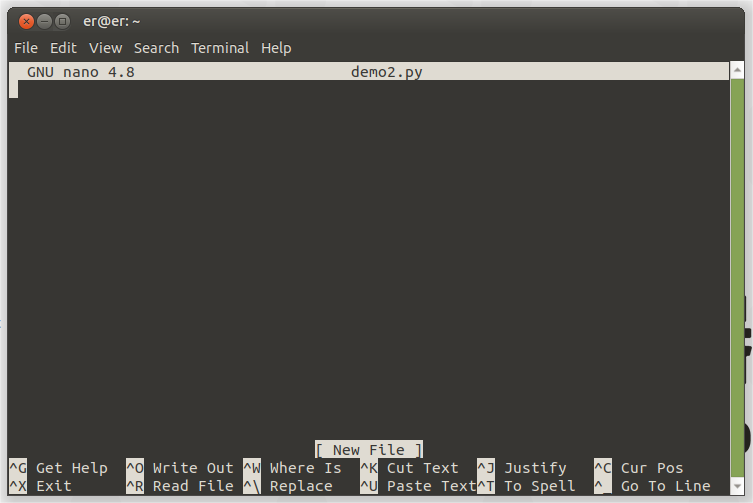 er@er: ~
File Edit View Search Terminal Help
GNU nano 4.8 demo2.py
[ New File ]
^G Get Help ^O Write Out ^W Where Is ^K Cut Text ^J Justify ^C Cur Pos
^X Exit ^R Read File ^\ Replace ^U Paste Text^T To Spell ^_ Go To Line